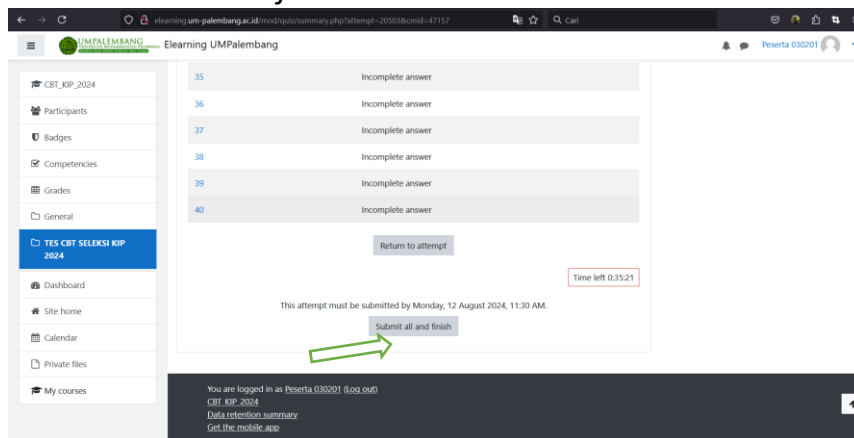 elearning.um-palembang.ac.id/mod/quiz/summary.php?attempt=20503&cmid=47157
Cari
UMPALEMBANG
Elearning UMPalembang
Peserta 030201
CBT_KIP_2024
Participants
Badges
Competencies
Grades
General
TES CBT SELEKSI KIP
2024
Dashboard
Site home
Calendar
Private files
My courses
35 Incomplete answer
36 Incomplete answer
37 Incomplete answer
38 Incomplete answer
39 Incomplete answer
40 Incomplete answer
Return to attempt
Time left 0:35:21
This attempt must be submitted by Monday, 12 August 2024, 11:30 AM.
Submit all and finish
You are logged in as Peserta 030201 (Log out)
CBT_KIP_2024
Data retention summary
Get the mobile app